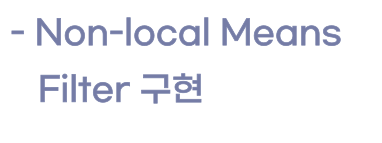 - Non-local Means
Filter 구현